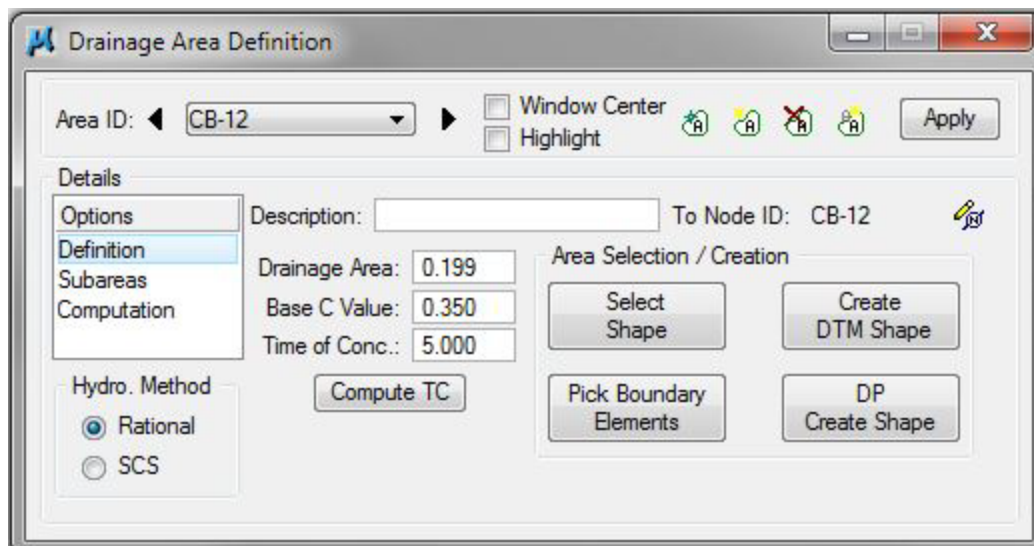 Drainage Area Definition
Area ID: CB-12 Window Center Apply
Highlight
Details
Options Description: To Node ID: CB-12
Definition
Subareas
Computation
Drainage Area: 0.199
Base C Value: 0.350
Time of Conc.: 5.000
Compute TC
Hydro. Method
Rational
SCS
Area Selection / Creation
Select
Shape
Create
DTM Shape
Pick Boundary
Elements
DP
Create Shape